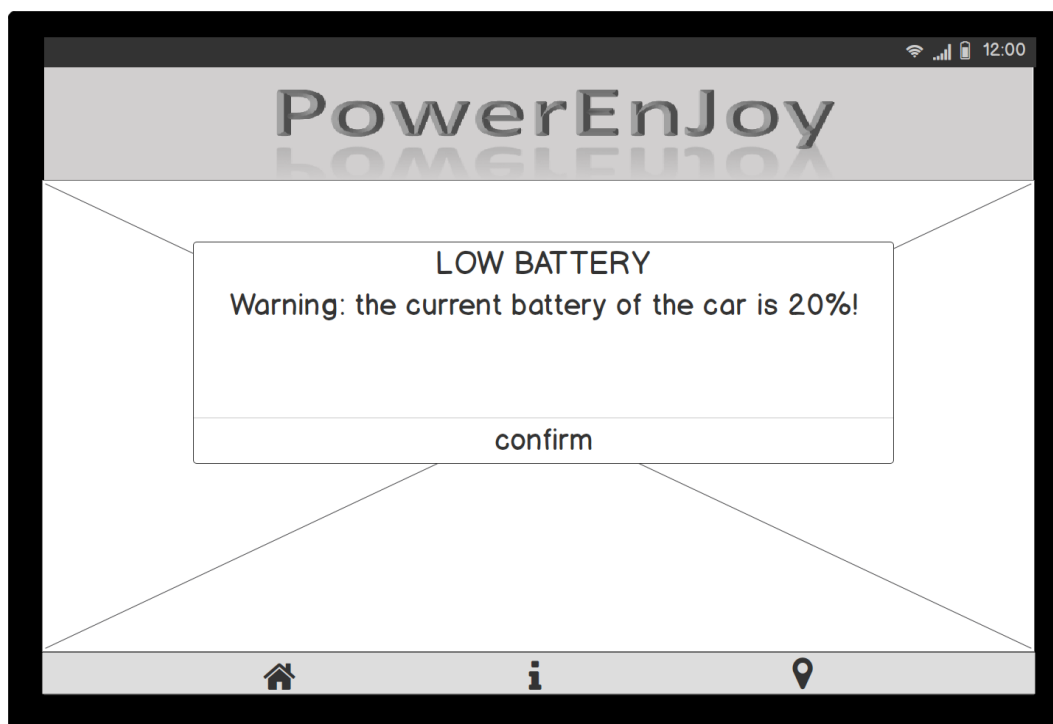 12:00
PowerEnJoy
LOW BATTERY
Warning: the current battery of the car is 20%!
confirm